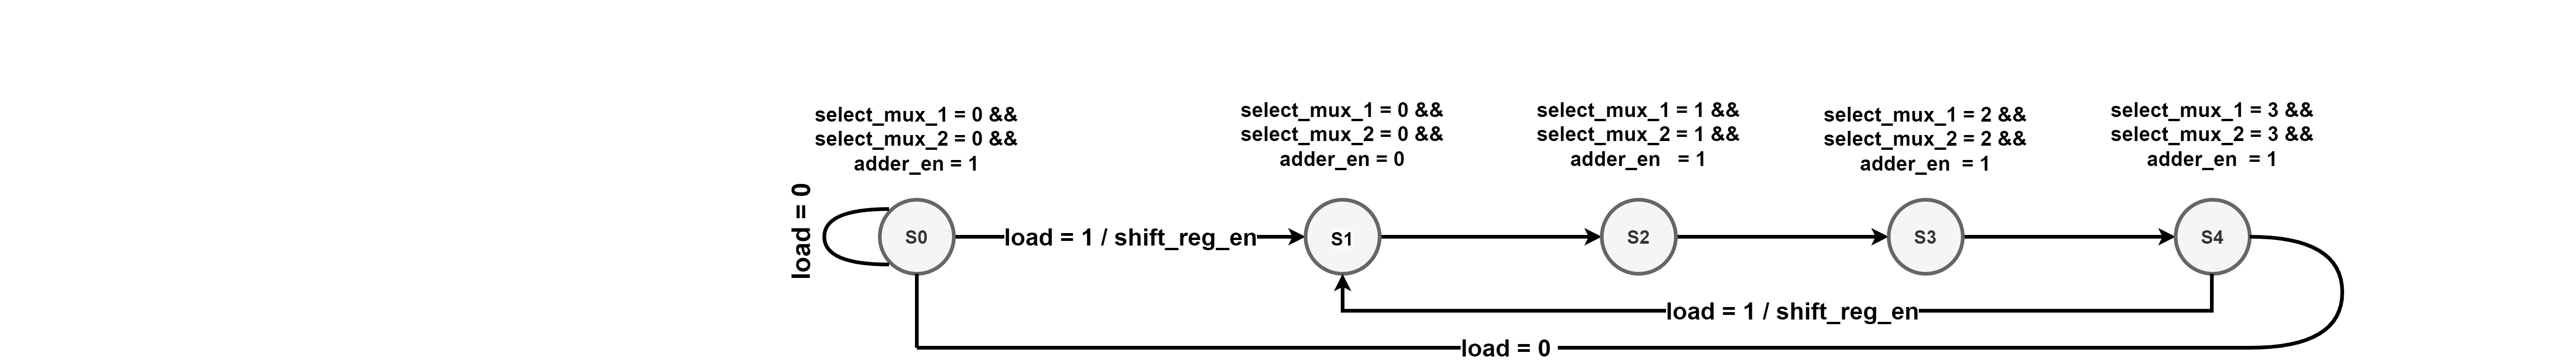 select_mux_1 = 0 &&
select_mux_2 = 0 &&
adder_en = 1
select_mux_1 = 0 &&
select_mux_2 = 0 &&
adder_en = 0
select_mux_1 = 1 &&
select_mux_2 = 1 &&
adder_en = 1
select_mux_1 = 2 &&
select_mux_2 = 2 &&
adder_en = 1
select_mux_1 = 3 &&
select_mux_2 = 3 &&
adder_en = 1
load = 0
S0
load = 1 / shift_reg_en
S1
S2
S3
S4
load = 1 / shift_reg_en
load = 0